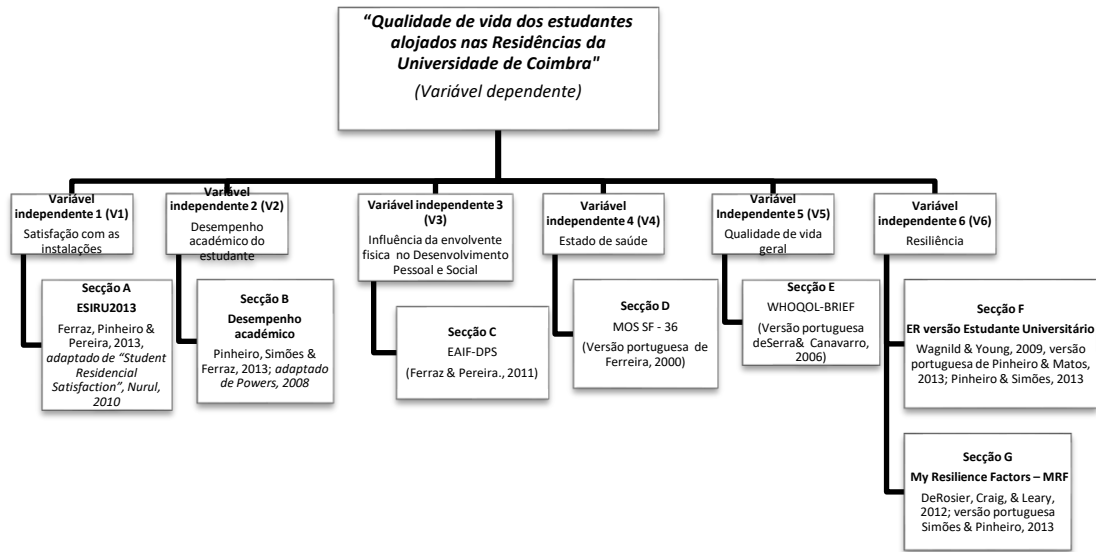 “Qualidade de vida dos estudantes
alojados nas Residências da
Universidade de Coimbra"
(Variável dependente)
Variável
independente 1 (V1)
Satisfação com as
instalações
Variável
independente 2 (V2)
Desempenho
académico do
estudante
Variável independente 3
(V3)
Influência da envolvente
fisica no Desenvolvimento
Pessoal e Social
Variável
independente 4 (V4)
Estado de saúde
Variável
Independente 5 (V5)
Qualidade de vida
geral
Variável
independente 6 (V6)
Resiliência
Secção A
ESIRU2013
Ferraz, Pinheiro &
Pereira, 2013,
adaptado de “Student
Residencial
Satisfaction”, Nurul,
2010
Secção B
Desempenho
académico
Pinheiro, Simões &
Ferraz, 2013; adaptado
de Powers, 2008
Secção C
EAIF-DPS
(Ferraz & Pereira., 2011)
Secção D
MOS SF - 36
(Versão portuguesa de
Ferreira, 2000)
Secção E
WHOQOL-BRIEF
(Versão portuguesa
deSerra& Canavarro,
2006)
Secção F
ER versão Estudante Universitário
Wagnild & Young, 2009, versão
portuguesa de Pinheiro & Matos,
2013; Pinheiro & Simões, 2013
Secção G
My Resilience Factors – MRF
DeRosier, Craig, & Leary,
2012; versão portuguesa
Simões & Pinheiro, 2013